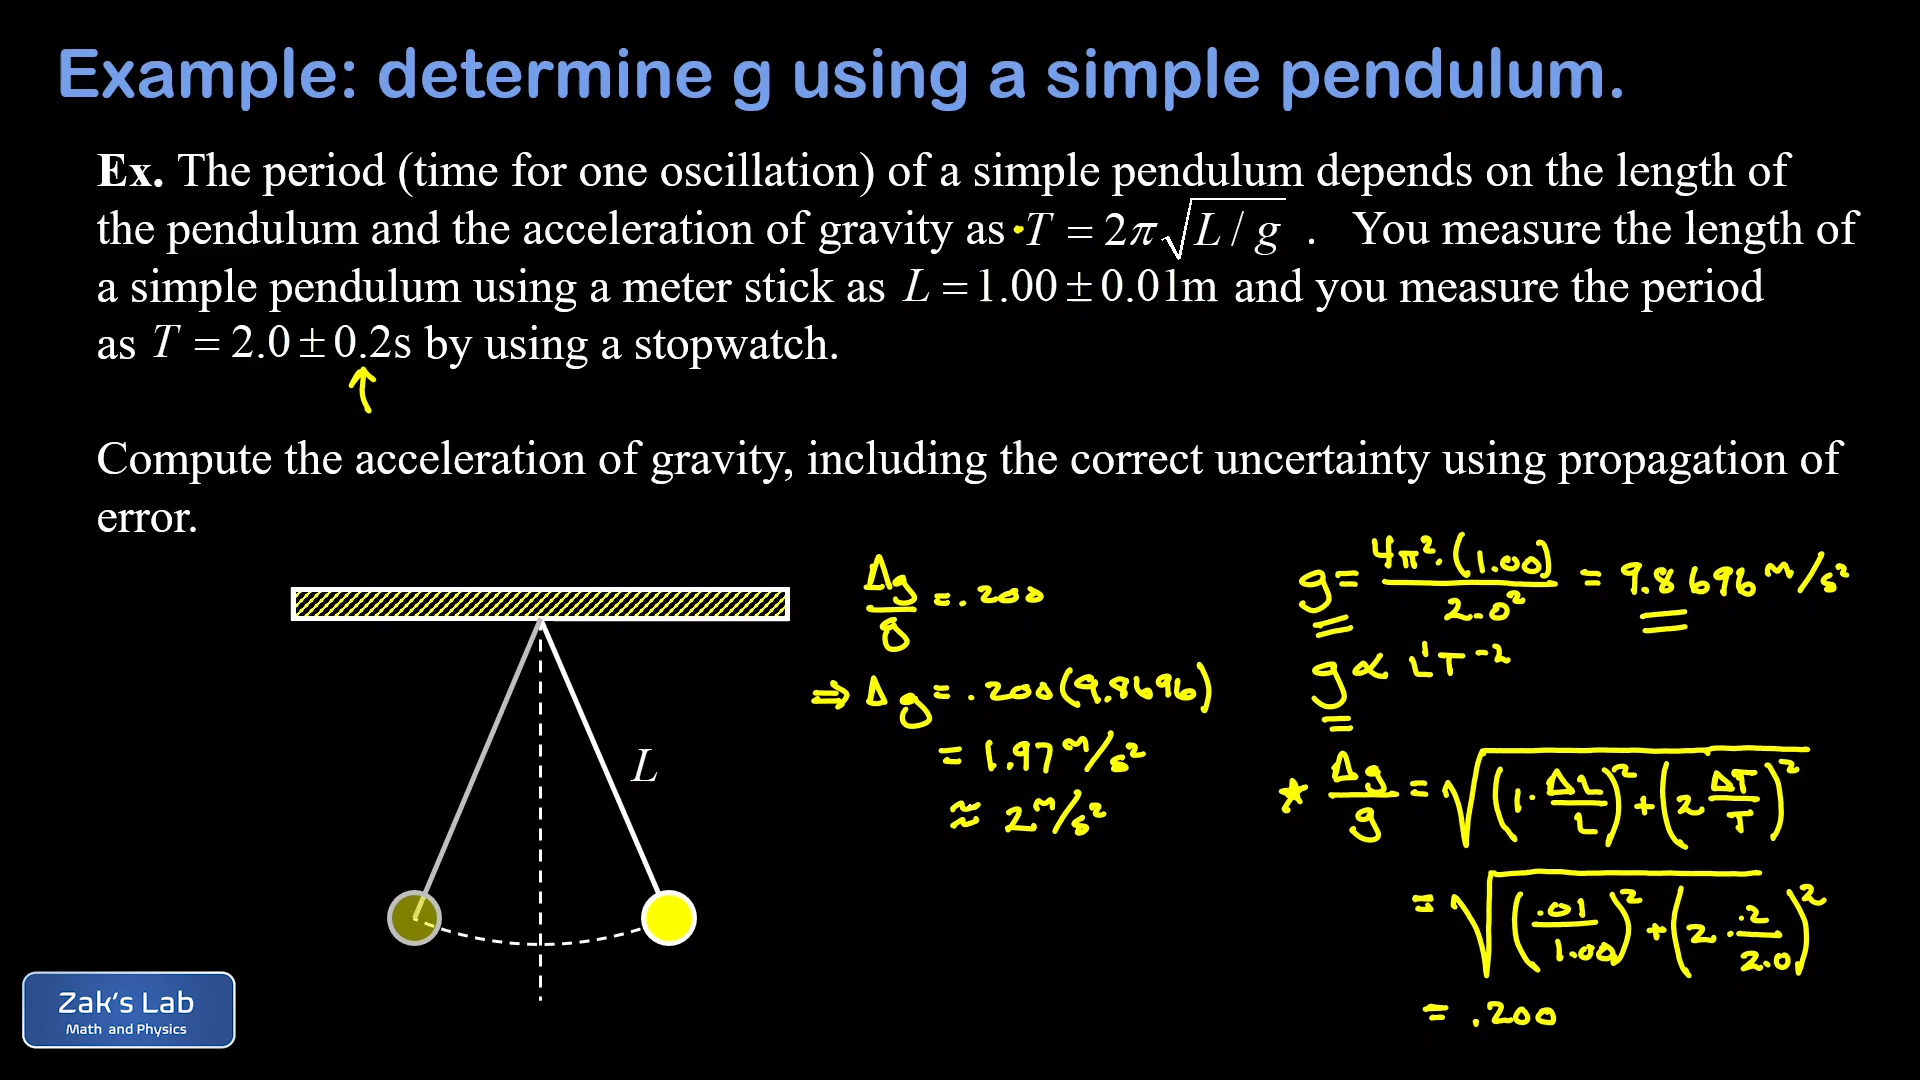 Example: determine g using a simple pendulum.
Ex. The period (time for one oscillation) of a simple pendulum depends on the length of
the pendulum and the acceleration of gravity as T = 2π√L / g . You measure the length of
a simple pendulum using a meter stick as L = 1.00 ± 0.01m and you measure the period
as T = 2.0 ± 0.2s by using a stopwatch.
Compute the acceleration of gravity, including the correct uncertainty using propagation of
error.
L
Δg/g = .200
⇒ Δg = .200(9.8696)
= 1.97 m/s²
≈ 2 m/s²
g = 4π²·(1.00)/2.0² = 9.8696 m/s²
g ∝ L¹T⁻²
* Δg/g = √(1·ΔL/L)² + (2 ΔT/T)²
= √(.01/1.00)² + (2·.2/2.0)²
= .200
Zak's Lab
Math and Physics